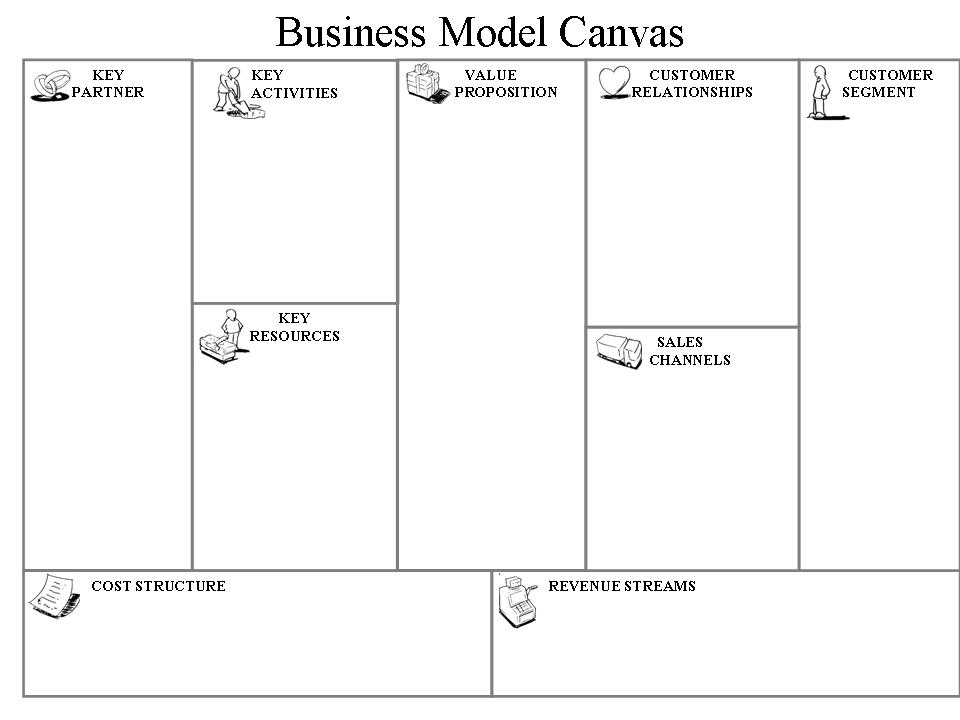 Business Model Canvas
KEY
PARTNER
KEY
ACTIVITIES
VALUE
PROPOSITION
CUSTOMER
RELATIONSHIPS
CUSTOMER
SEGMENT
KEY
RESOURCES
SALES
CHANNELS
COST STRUCTURE
REVENUE STREAMS